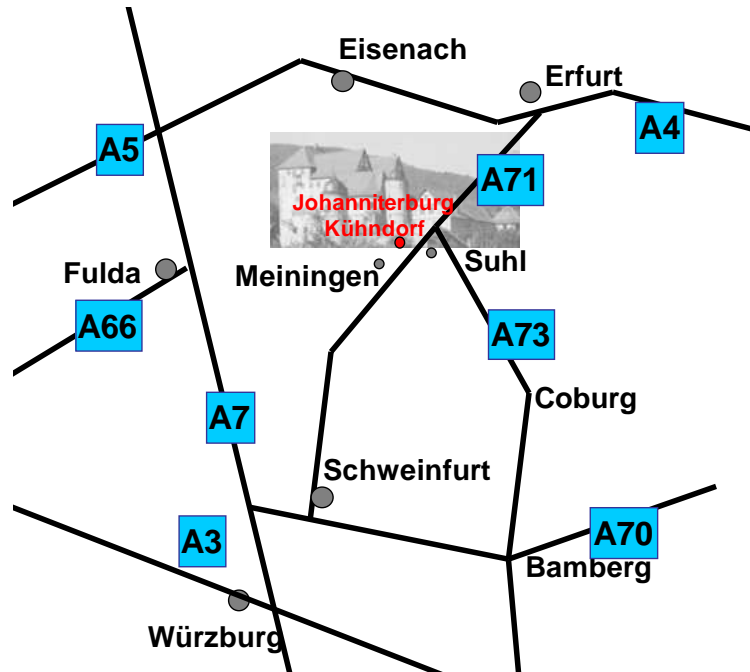 Eisenach
Erfurt
A4
A5
A71
Johanniterburg
Kühndorf
Suhl
Fulda
Meiningen
A66
A73
Coburg
A7
Schweinfurt
A3
A70
Bamberg
Würzburg